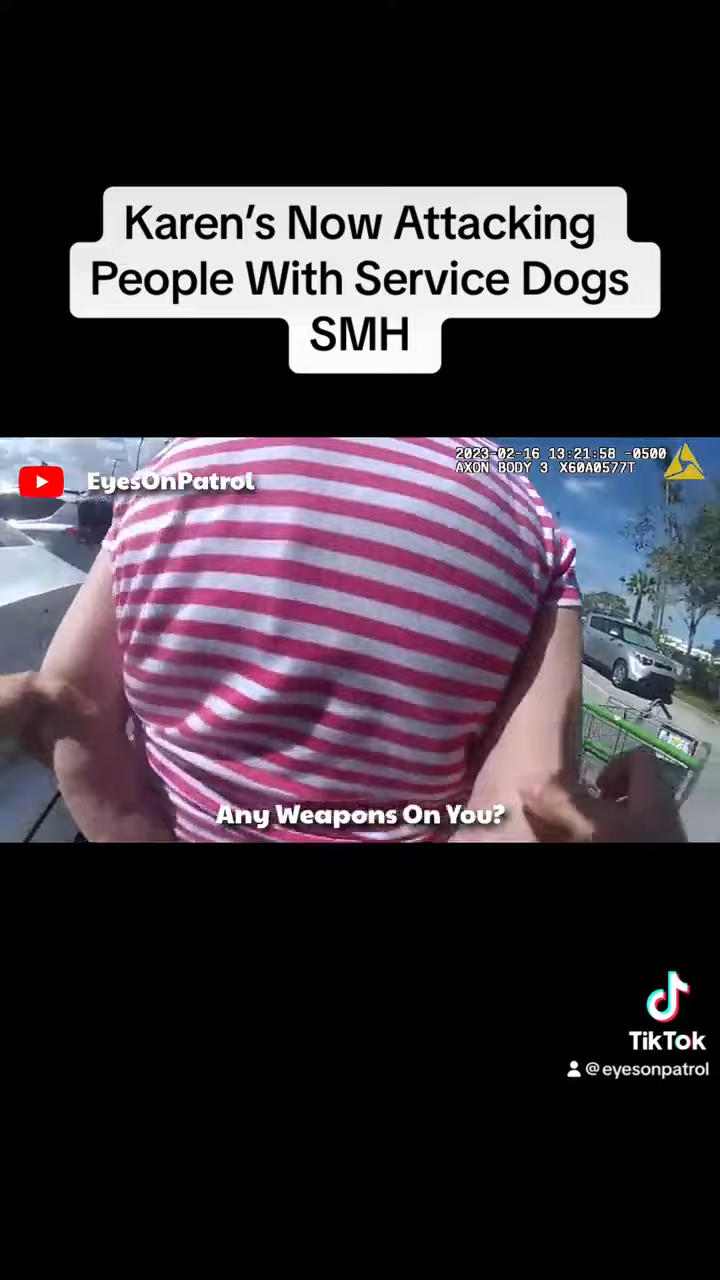 Karen's Now Attacking
People With Service Dogs
SMH
2023-02-16 13:21:58 -0500
AXON BODY 3 X60A0577T
EyesOnPatrol
Any Weapons On You?
TikTok
@eyesonpatrol